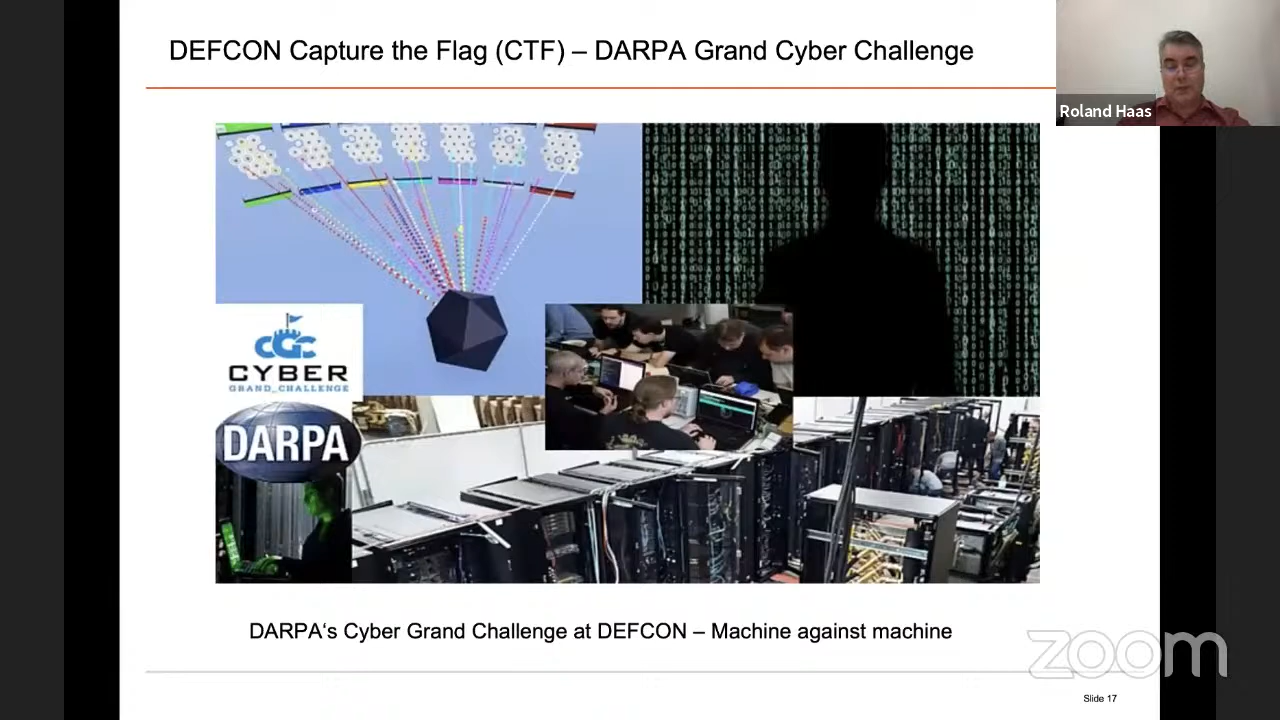 DEFCON Capture the Flag (CTF) – DARPA Grand Cyber Challenge
Roland Haas
CGC
CYBER
GRAND_CHALLENGE
DARPA
DARPA‘s Cyber Grand Challenge at DEFCON – Machine against machine
zoom
Slide 17